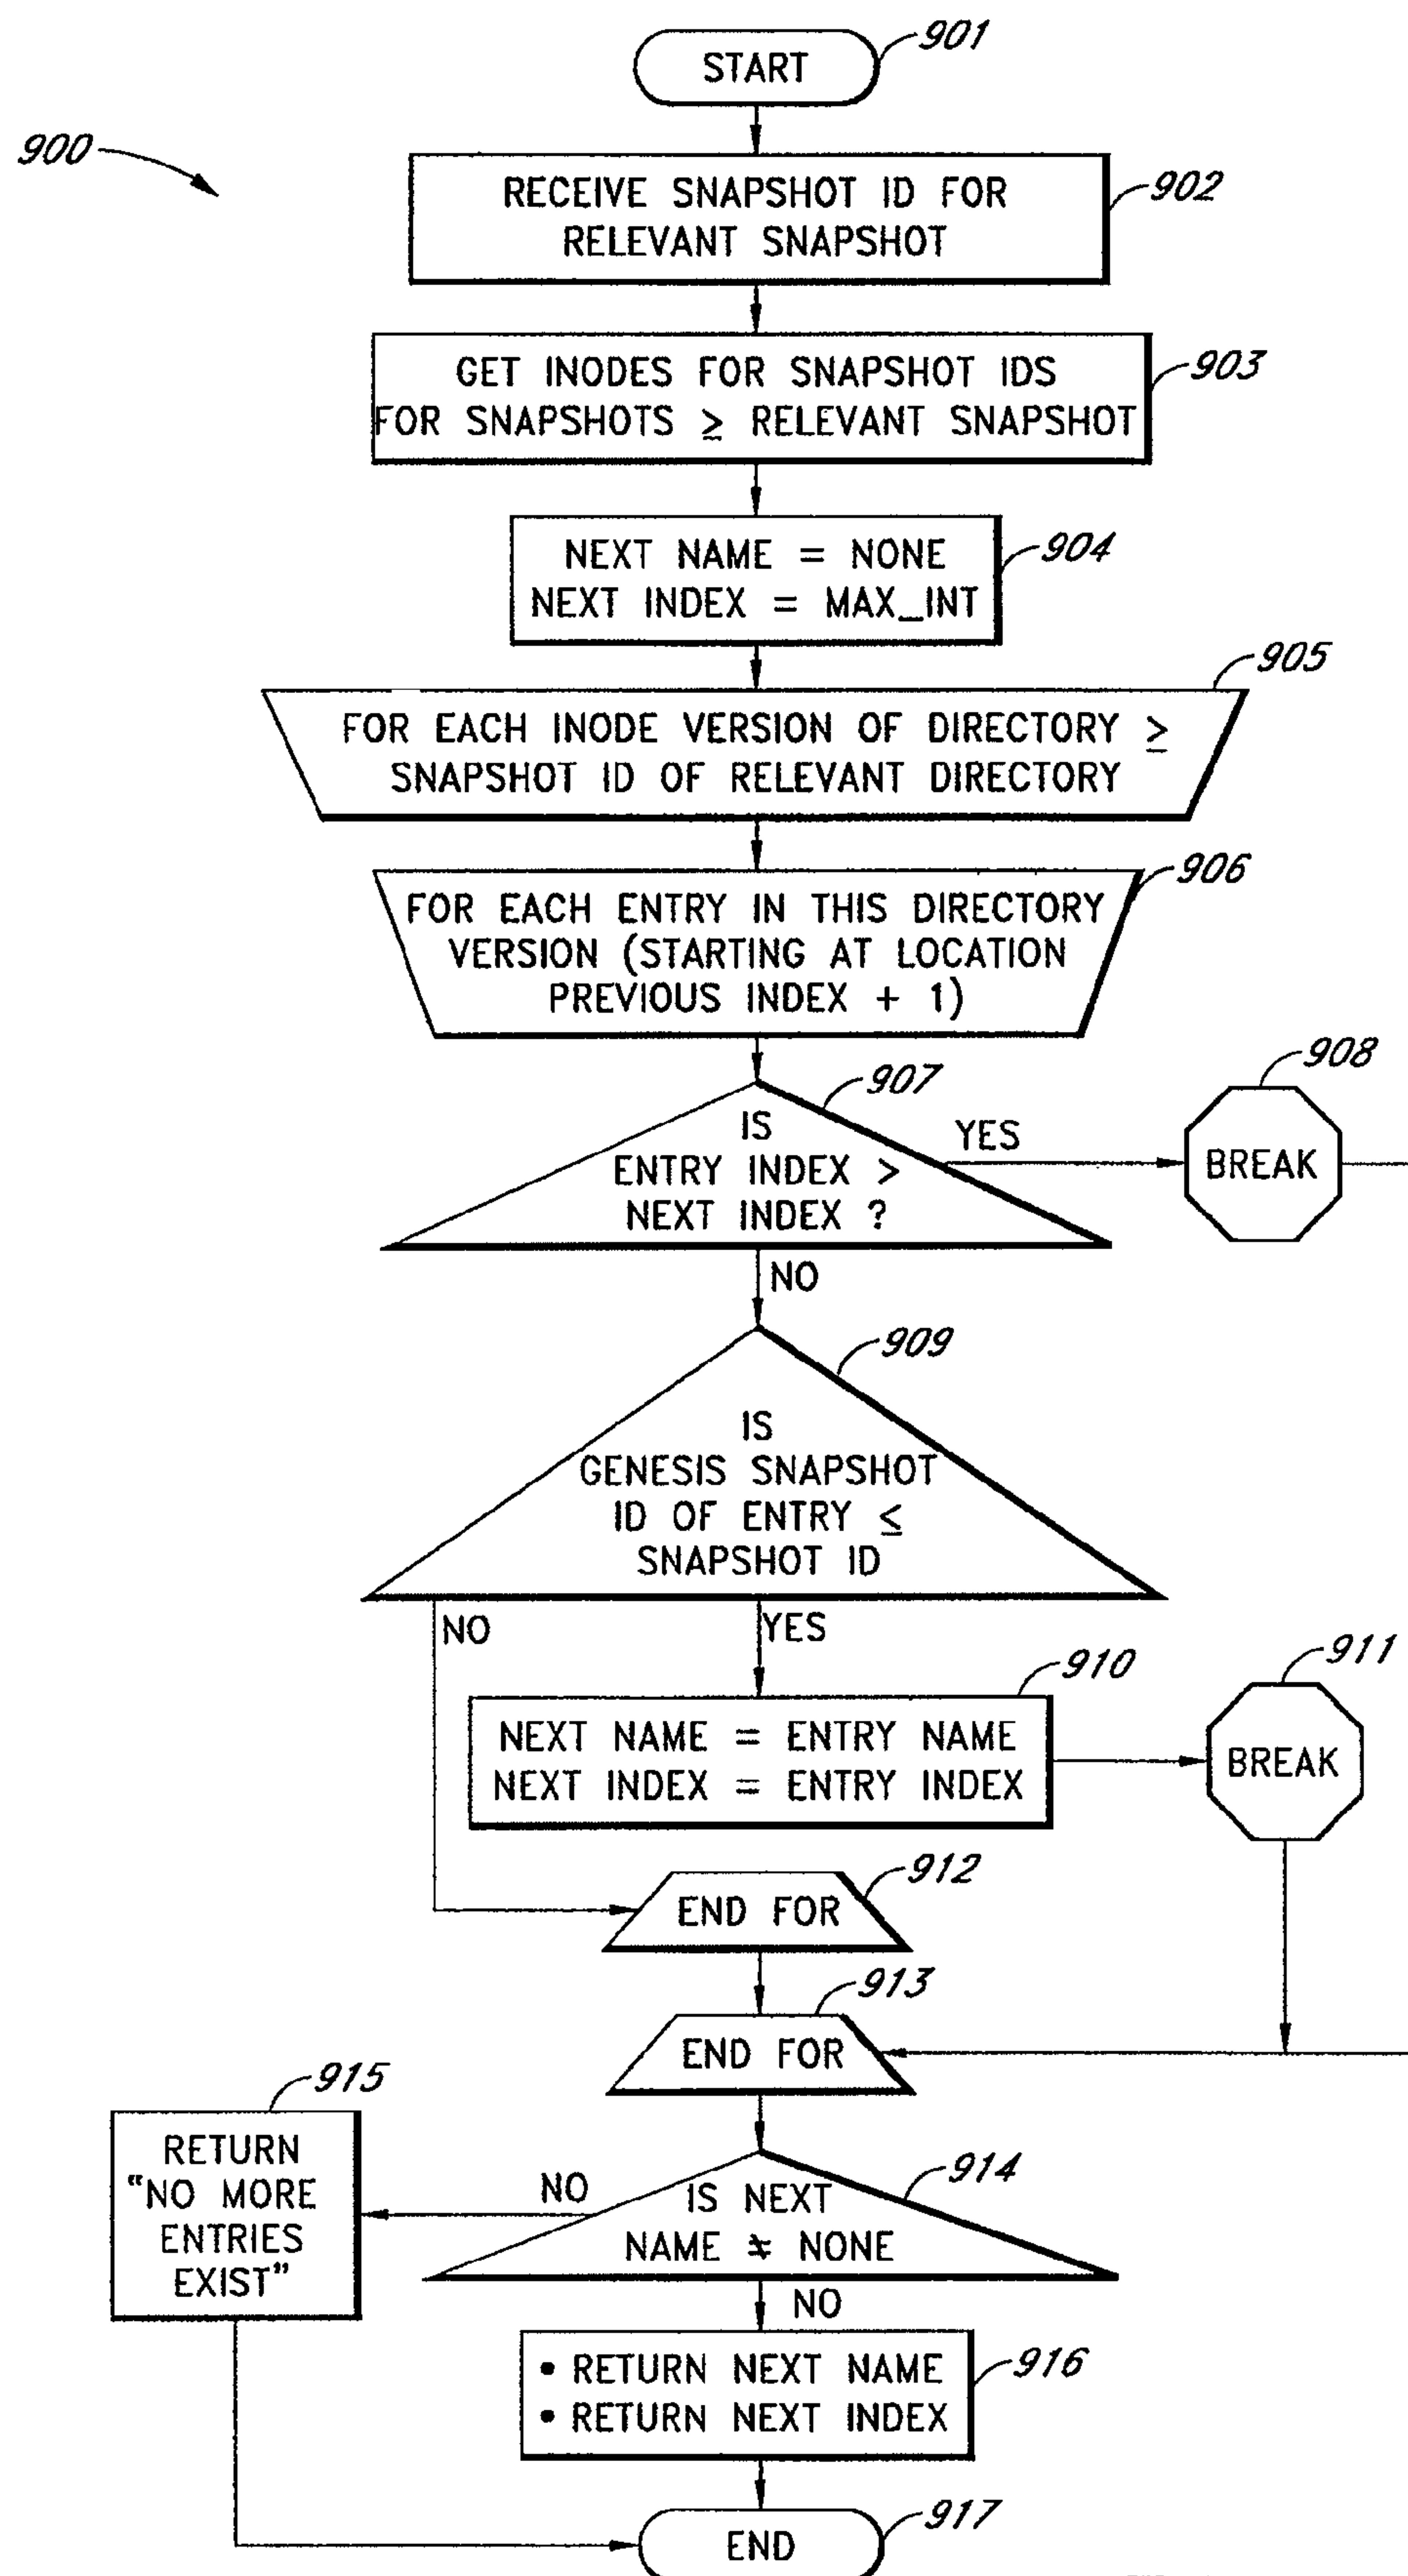 START
901
900
RECEIVE SNAPSHOT ID FOR
RELEVANT SNAPSHOT
902
GET INODES FOR SNAPSHOT IDS
FOR SNAPSHOTS ≥ RELEVANT SNAPSHOT
903
NEXT NAME = NONE
NEXT INDEX = MAX_INT
904
905
FOR EACH INODE VERSION OF DIRECTORY ≥
SNAPSHOT ID OF RELEVANT DIRECTORY
906
FOR EACH ENTRY IN THIS DIRECTORY
VERSION (STARTING AT LOCATION
PREVIOUS INDEX + 1)
907
IS
ENTRY INDEX >
NEXT INDEX ?
YES
908
BREAK
NO
909
IS
GENESIS SNAPSHOT
ID OF ENTRY ≤
SNAPSHOT ID
NO
YES
910
NEXT NAME = ENTRY NAME
NEXT INDEX = ENTRY INDEX
911
BREAK
912
END FOR
913
END FOR
914
IS NEXT
NAME ≠ NONE
NO
915
RETURN
"NO MORE
ENTRIES
EXIST"
NO
916
• RETURN NEXT NAME
• RETURN NEXT INDEX
917
END